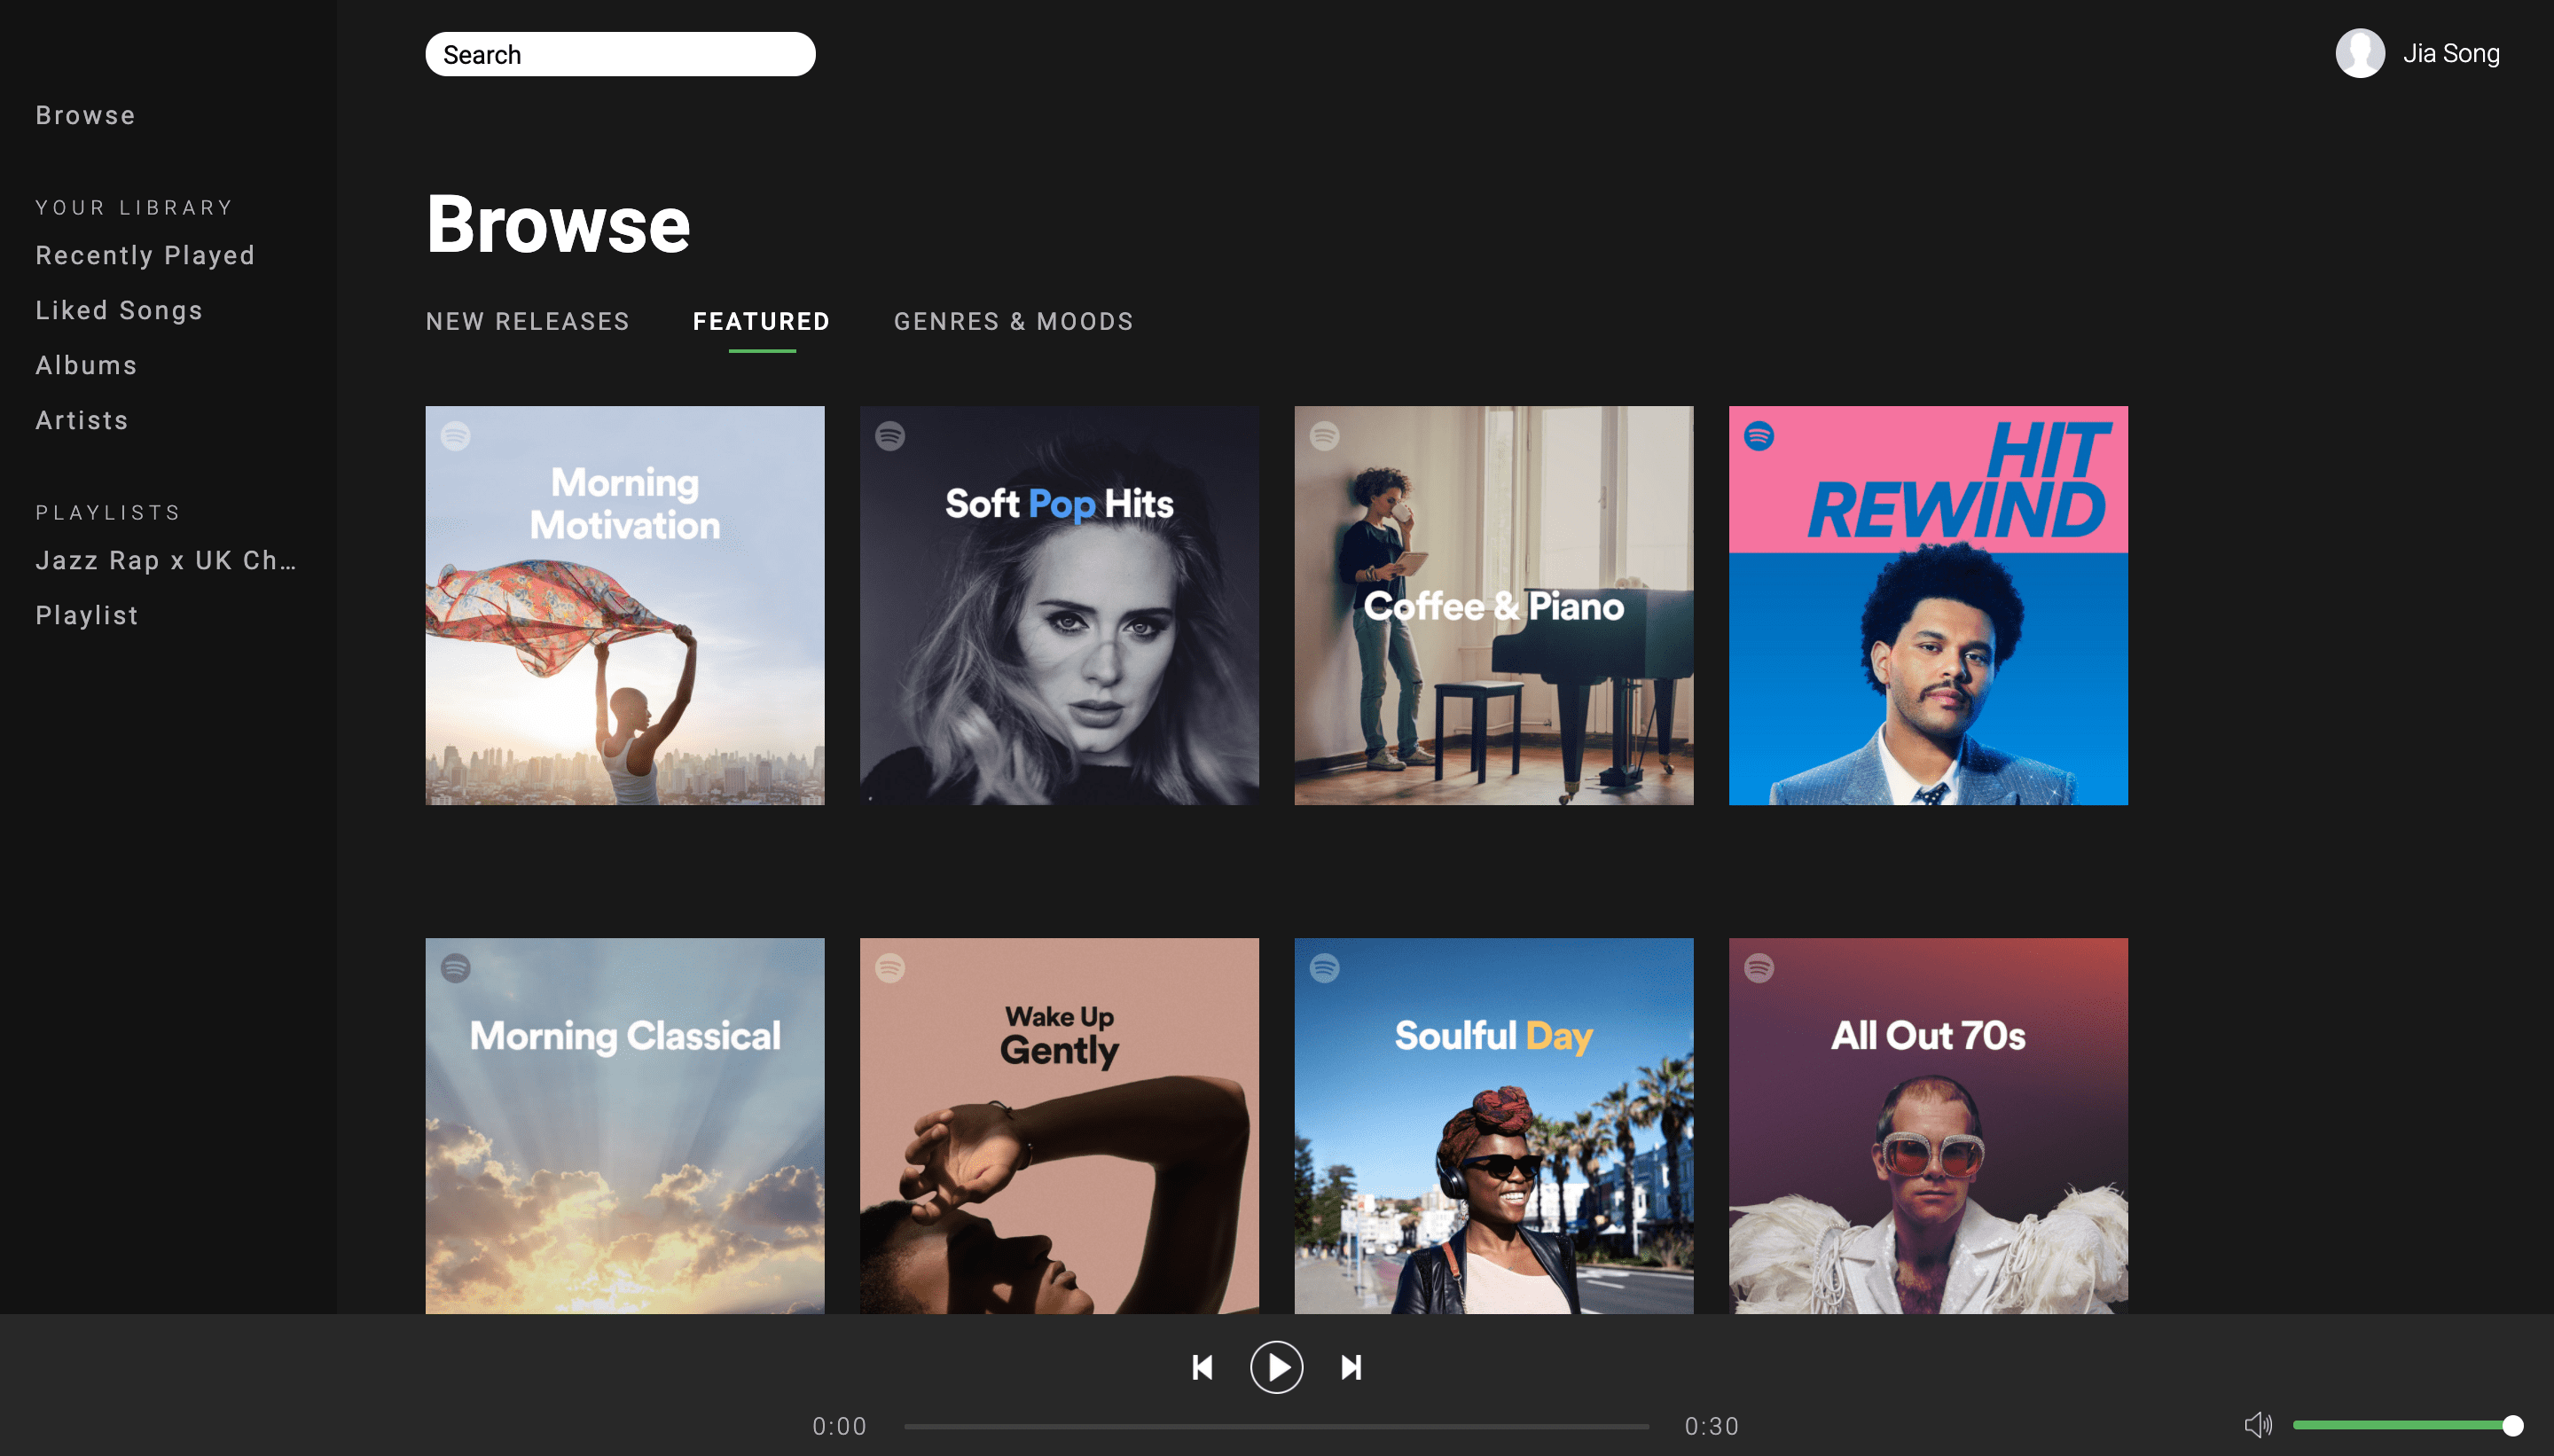 Search
Jia Song
Browse
YOUR LIBRARY
Recently Played
Liked Songs
Albums
Artists
PLAYLISTS
Jazz Rap x UK Ch...
Playlist
Browse
NEW RELEASES
FEATURED
GENRES & MOODS
Morning
Motivation
Soft Pop Hits
Coffee & Piano
HIT
REWIND
Morning Classical
Wake Up
Gently
Soulful Day
All Out 70s
0:00
0:30